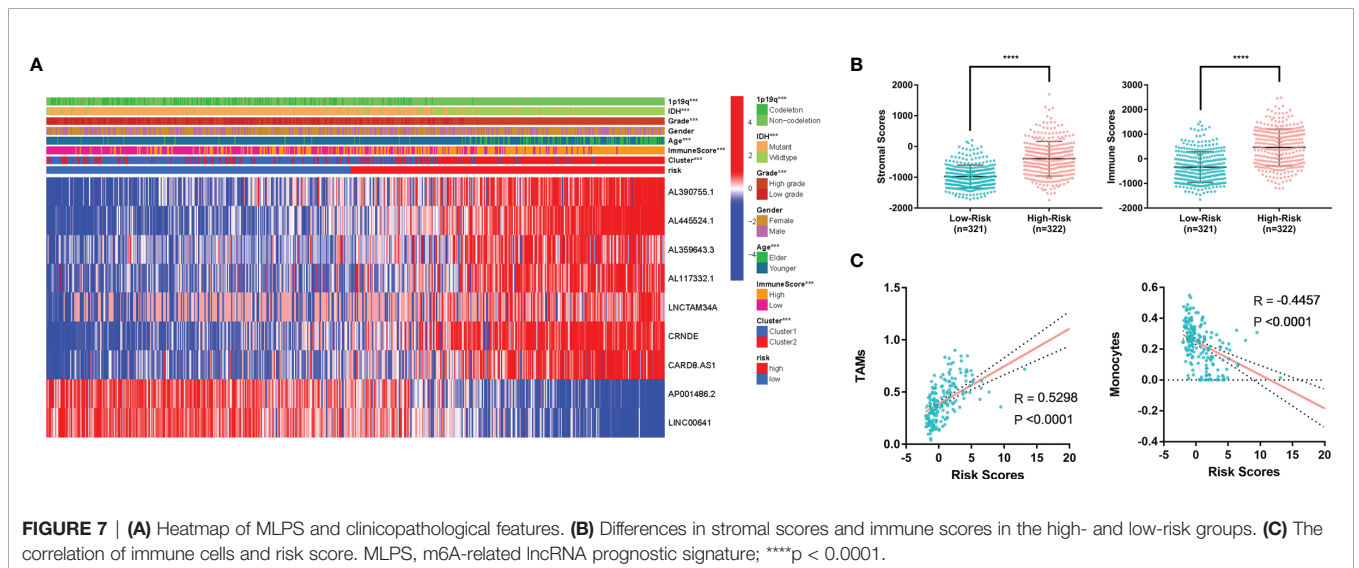 A
1p19q***
IDH***
Grade***
Gender
Age***
ImmuneScore***
Cluster***
risk
AL390755.1
AL445524.1
AL359643.3
AL117332.1
LNCTAM34A
CRNDE
CARD8.AS1
AP001486.2
LINC00641
4
2
0
−2
−4
1p19q***
Codeletion
Non−codeletion
IDH***
Mutant
Wildtype
Grade***
High grade
Low grade
Gender
Female
Male
Age***
Elder
Younger
ImmuneScore***
High
Low
Cluster***
Cluster1
Cluster2
risk
high
low
B
****
Stromal Scores
2000
1000
0
-1000
-2000
Low-Risk
(n=321)
High-Risk
(n=322)
****
Immune Scores
3000
2000
1000
0
-1000
-2000
Low-Risk
(n=321)
High-Risk
(n=322)
C
TAMs
1.5
1.0
0.5
0.0
-5 0 5 10 15 20
Risk Scores
R = 0.5298
P <0.0001
Monocytes
0.6
0.4
0.2
0.0
-0.2
-0.4
-5 0 5 10 15 20
Risk Scores
R = -0.4457
P <0.0001
FIGURE 7 | (A) Heatmap of MLPS and clinicopathological features. (B) Differences in stromal scores and immune scores in the high- and low-risk groups. (C) The
correlation of immune cells and risk score. MLPS, m6A-related lncRNA prognostic signature; ****p < 0.0001.